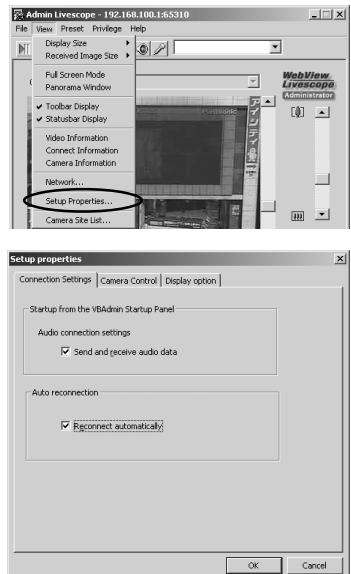 Admin Livescope - 192.168.100.1:65310
File View Preset Privilege Help
Display Size
Received Image Size
Full Screen Mode
Panorama Window
Toolbar Display
Statusbar Display
Video Information
Connect Information
Camera Information
Network...
Setup Properties...
Camera Site List...
WebView
Livescope
Administrator
Panasonic
Setup properties
Connection Settings Camera Control Display option
Startup from the VBAdmin Startup Panel
Audio connection settings
Send and receive audio data
Auto reconnection
Reconnect automatically
OK Cancel